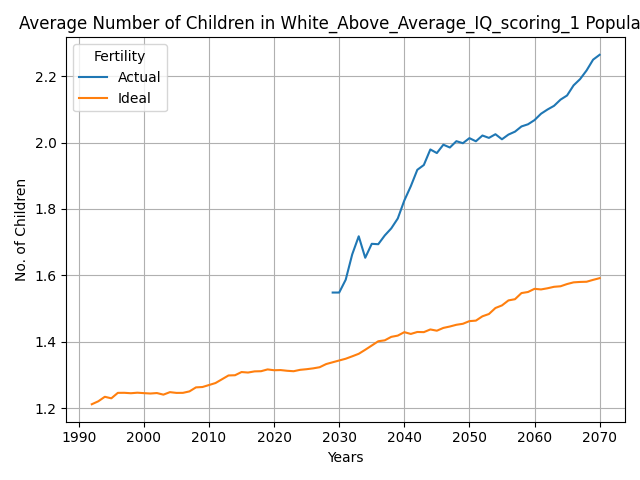 Average Number of Children in White_Above_Average_IQ_scoring_1 Popula
Fertility
Actual
Ideal
2.2
2.0
1.8
1.6
1.4
1.2
No. of Children
1990 2000 2010 2020 2030 2040 2050 2060 2070
Years